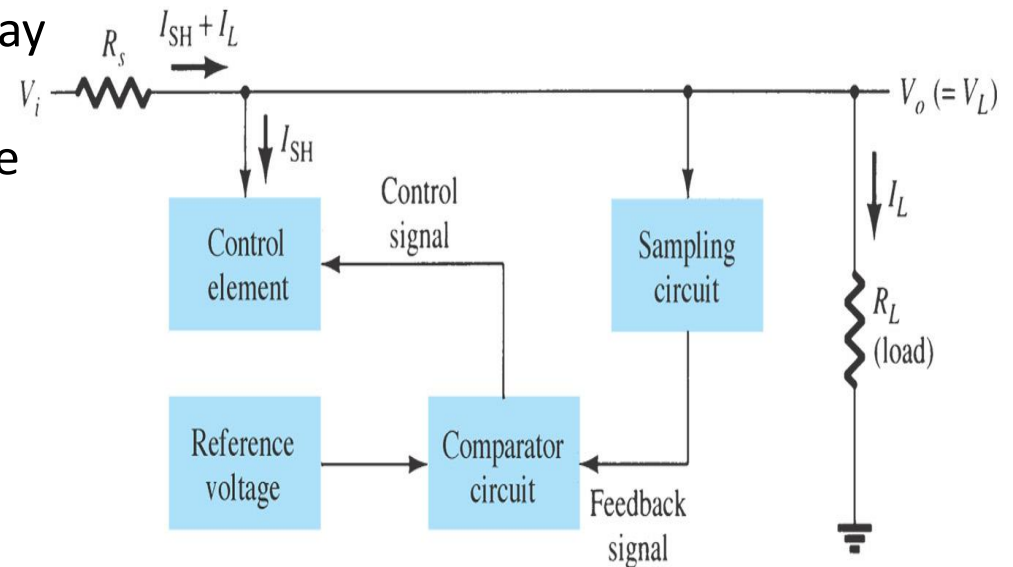 ay
e
I_SH + I_L
R_s
V_i
V_o (= V_L)
I_SH
Control
signal
I_L
Control
element
Sampling
circuit
R_L
(load)
Reference
voltage
Comparator
circuit
Feedback
signal